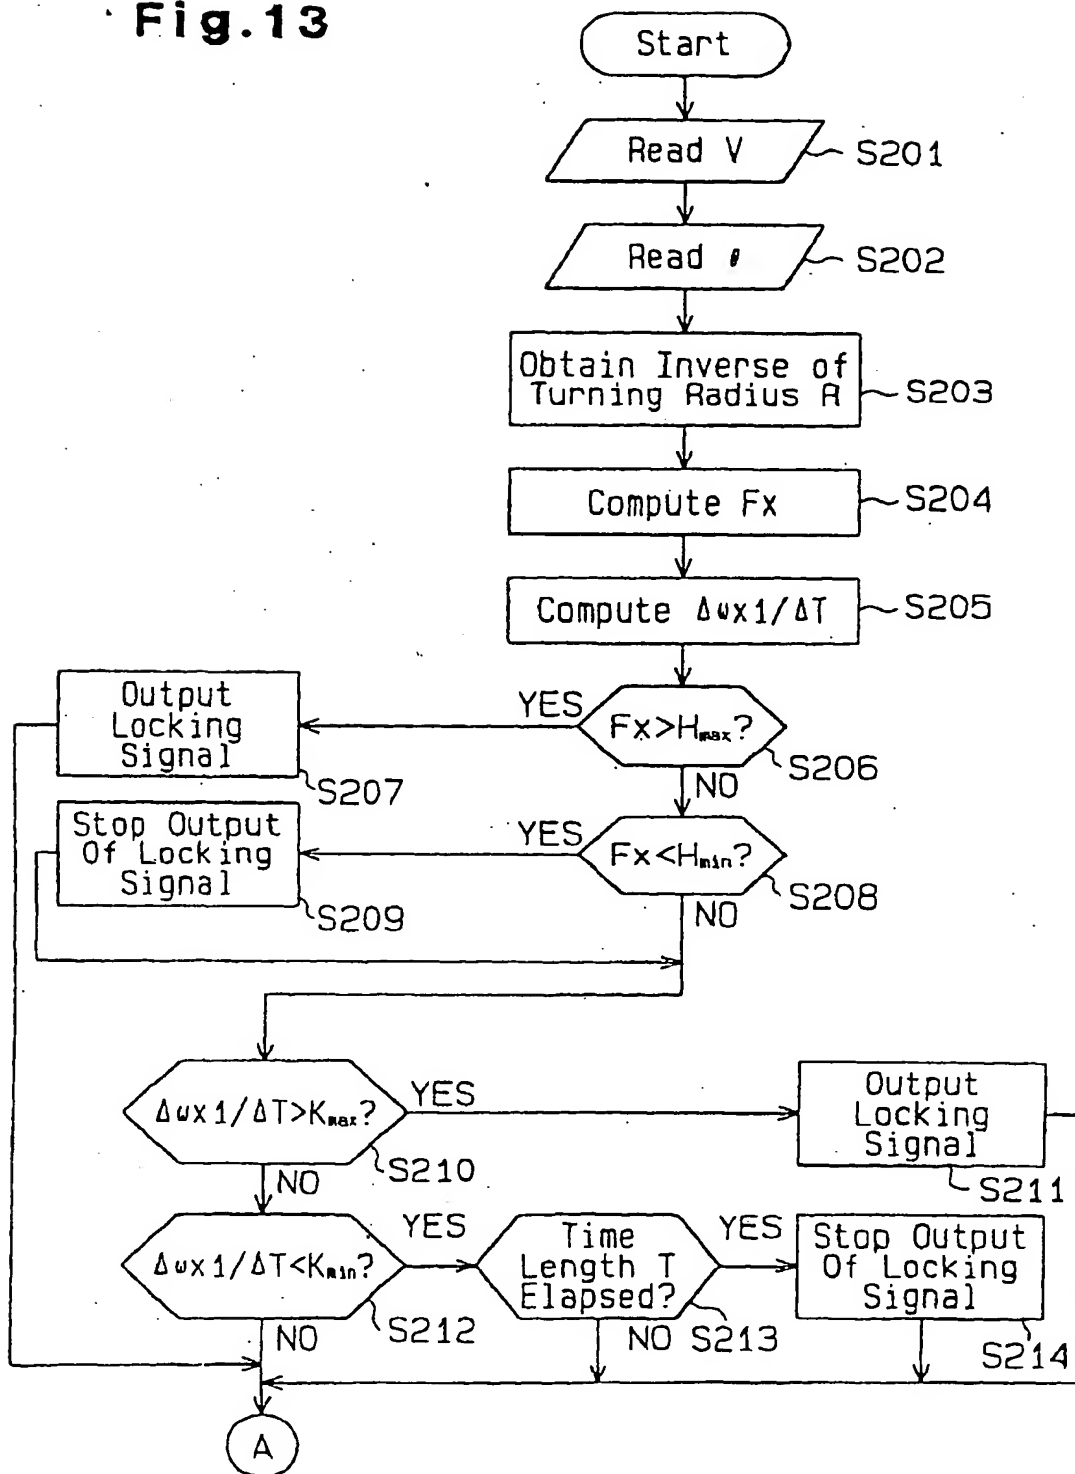 Fig.13
Start
Read V
S201
Read θ
S202
Obtain Inverse of
Turning Radius R
S203
Compute Fx
S204
Compute Δωx1/ΔT
S205
Fx>Hmax?
S206
YES
NO
Output
Locking
Signal
S207
Fx<Hmin?
S208
YES
NO
Stop Output
Of Locking
Signal
S209
Δωx1/ΔT>Kmax?
S210
YES
NO
Output
Locking
Signal
S211
Δωx1/ΔT<Kmin?
S212
YES
NO
Time
Length T
Elapsed?
S213
YES
NO
Stop Output
Of Locking
Signal
S214
A